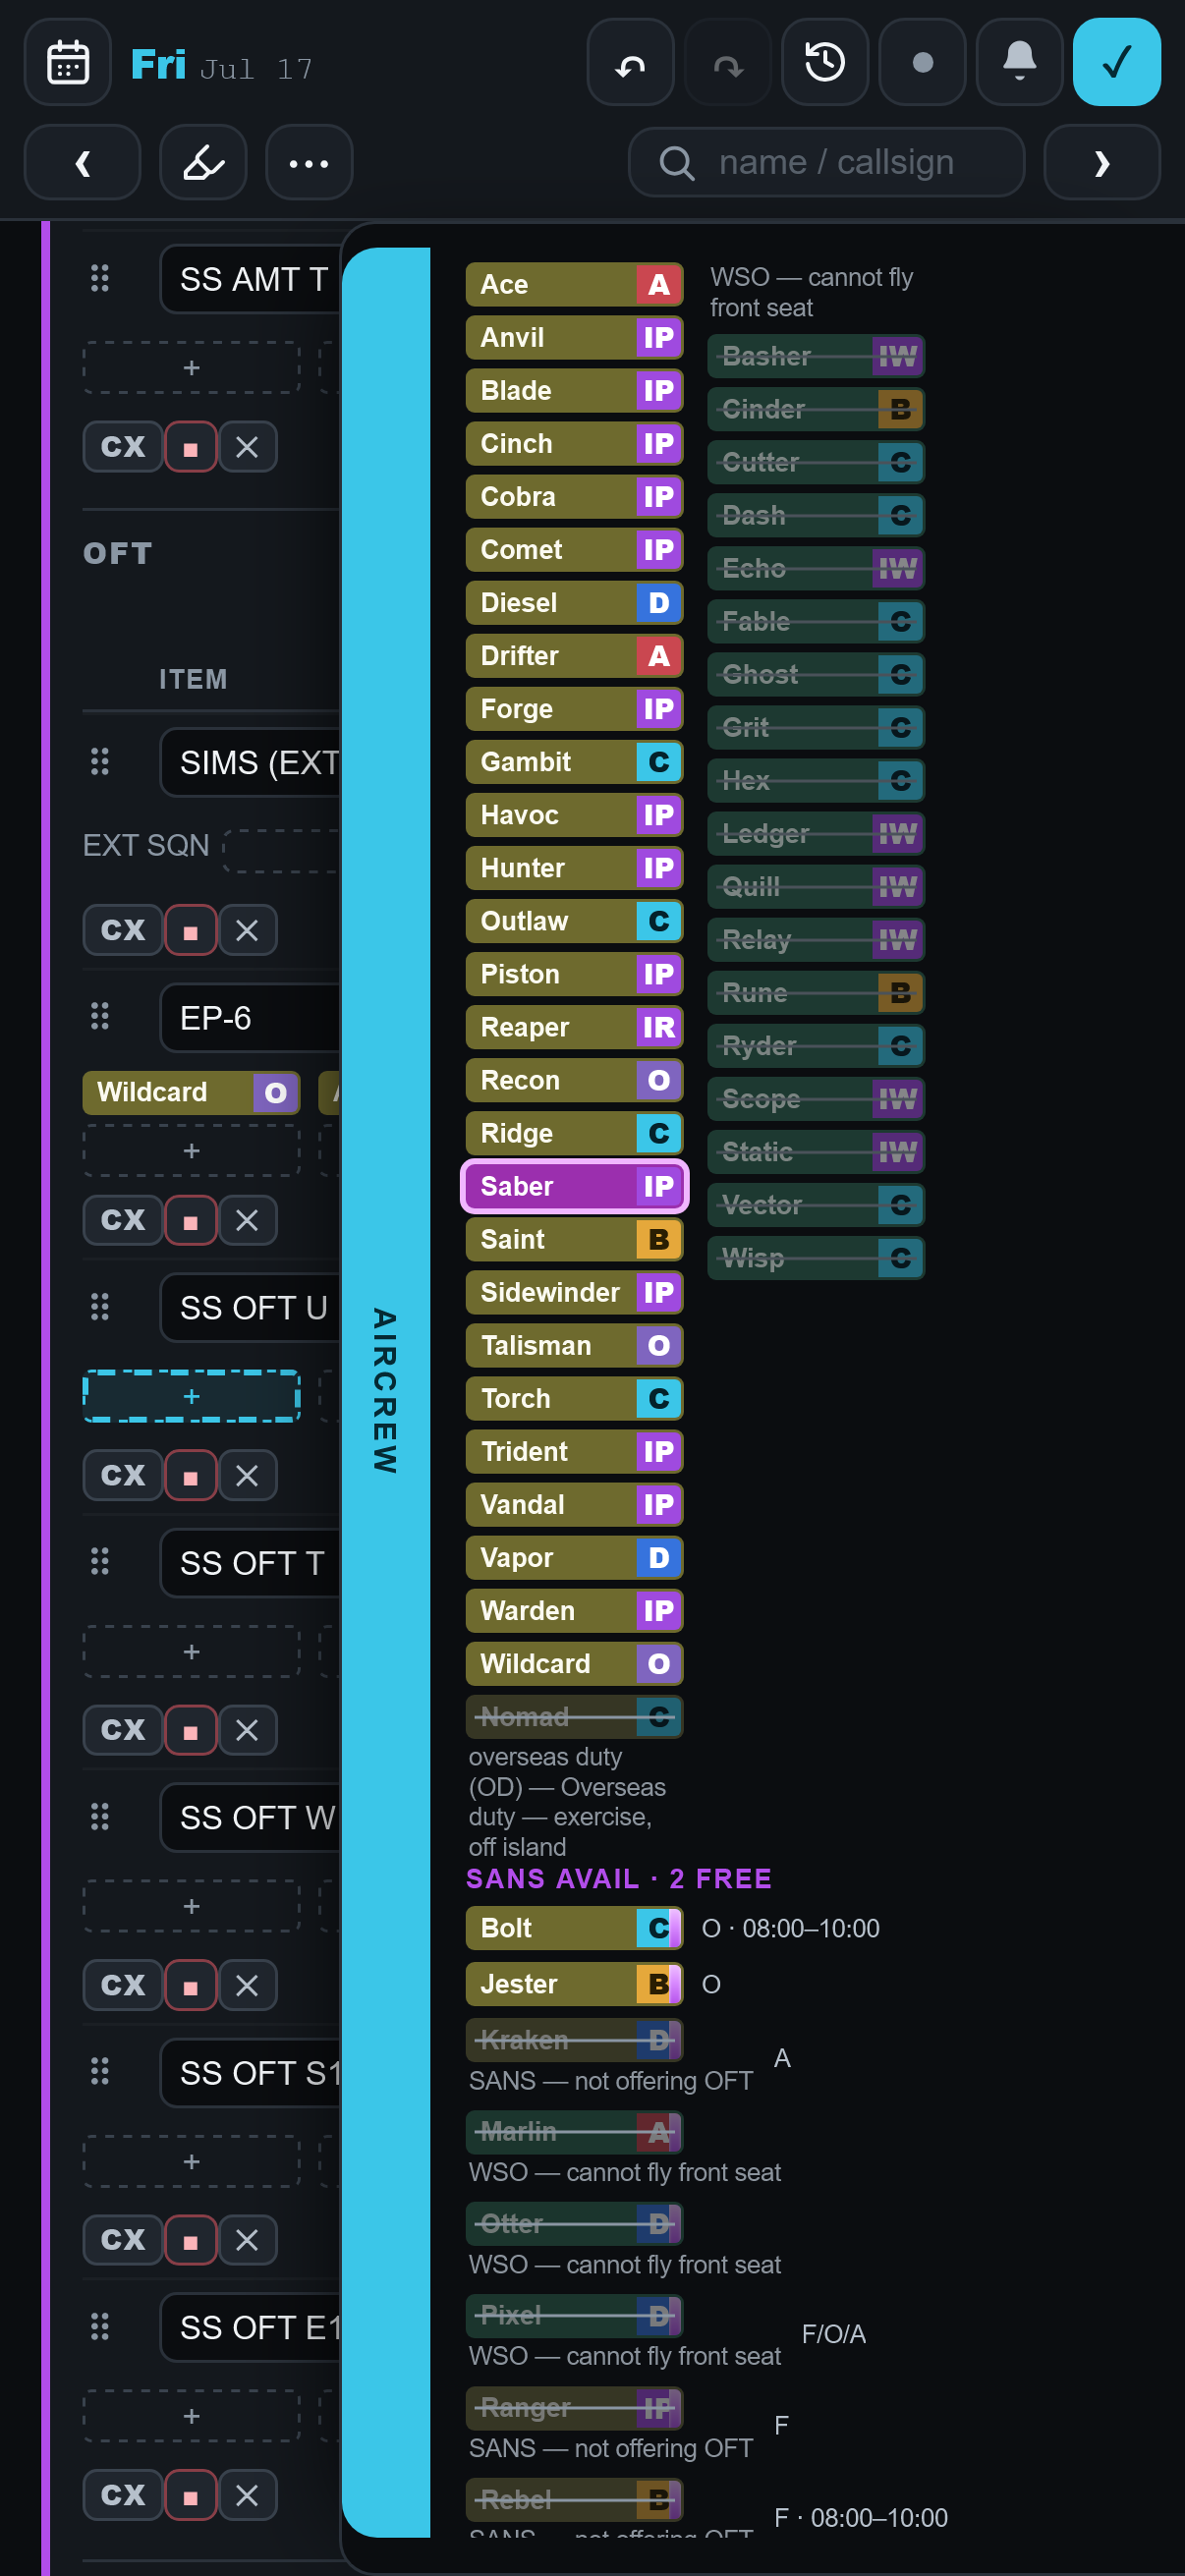 Fri Jul 17
name / callsign
SS AMT T
+
CX
OFT
ITEM
SIMS (EXT
EXT SQN
CX
EP-6
Wildcard O
+
CX
SS OFT U
+
CX
SS OFT T
+
CX
SS OFT W
+
CX
SS OFT S1
+
CX
SS OFT E1
+
CX
AIRCREW
Ace A
Anvil IP
Blade IP
Cinch IP
Cobra IP
Comet IP
Diesel D
Drifter A
Forge IP
Gambit C
Havoc IP
Hunter IP
Outlaw C
Piston IP
Reaper IR
Recon O
Ridge C
Saber IP
Saint B
Sidewinder IP
Talisman O
Torch C
Trident IP
Vandal IP
Vapor D
Warden IP
Wildcard O
Nomad C
overseas duty
(OD) — Overseas
duty — exercise,
off island
WSO — cannot fly
front seat
Basher IW
Cinder B
Cutter C
Dash C
Echo IW
Fable C
Ghost C
Grit C
Hex C
Ledger IW
Quill IW
Relay IW
Rune B
Ryder C
Scope IW
Static IW
Vector C
Wisp C
SANS AVAIL · 2 FREE
Bolt C O · 08:00–10:00
Jester B O
Kraken D A
SANS — not offering OFT
Marlin A
WSO — cannot fly front seat
Otter D
WSO — cannot fly front seat
Pixel D F/O/A
WSO — cannot fly front seat
Ranger IP F
SANS — not offering OFT
Rebel B F · 08:00–10:00
SANS — not offering OFT